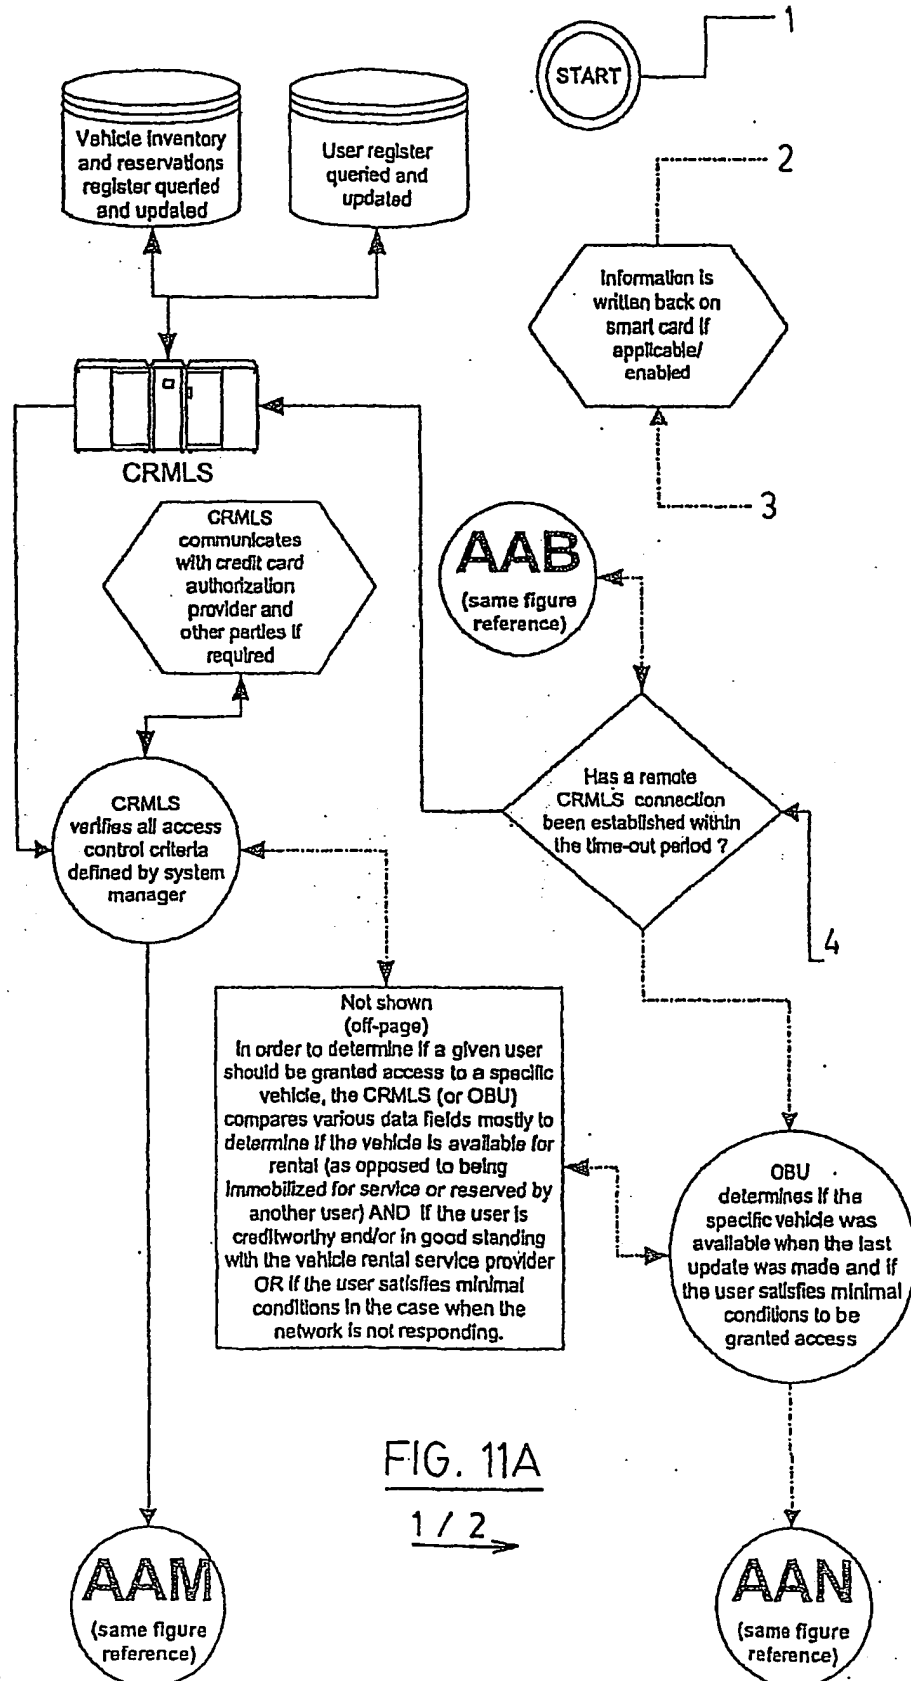 1
START
Vehicle inventory
and reservations
register queried
and updated
User register
queried and
updated
2
Information is
written back on
smart card if
applicable/
enabled
CRMLS
3
CRMLS
communicates
with credit card
authorization
provider and
other parties if
required
AAB
(same figure
reference)
Has a remote
CRMLS connection
been established within
the time-out period ?
CRMLS
verifies all access
control criteria
defined by system
manager
4
Not shown
(off-page)
In order to determine if a given user
should be granted access to a specific
vehicle, the CRMLS (or OBU)
compares various data fields mostly to
determine if the vehicle is available for
rental (as opposed to being
immobilized for service or reserved by
another user) AND if the user is
creditworthy and/or in good standing
with the vehicle rental service provider
OR if the user satisfies minimal
conditions in the case when the
network is not responding.
OBU
determines if the
specific vehicle was
available when the last
update was made and if
the user satisfies minimal
conditions to be
granted access
FIG. 11A
1 / 2
AAM
(same figure
reference)
AAN
(same figure
reference)